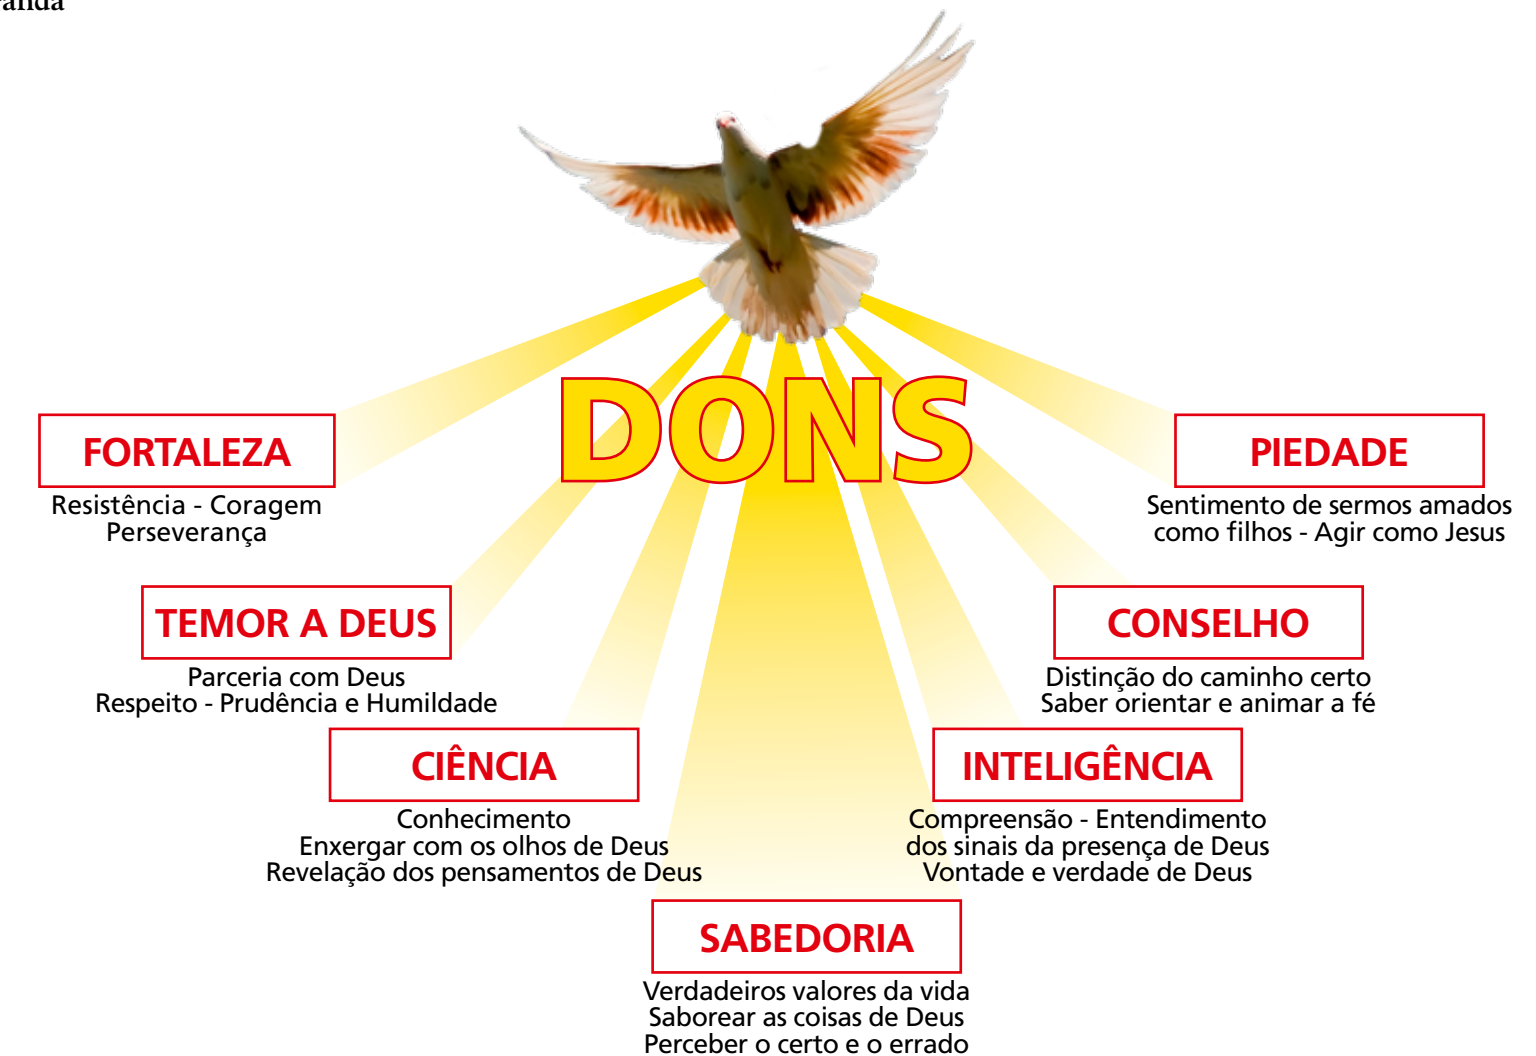 DONS
FORTALEZA
Resistência - Coragem
Perseverança
PIEDADE
Sentimento de sermos amados
como filhos - Agir como Jesus
TEMOR A DEUS
Parceria com Deus
Respeito - Prudência e Humildade
CONSELHO
Distinção do caminho certo
Saber orientar e animar a fé
CIÊNCIA
Conhecimento
Enxergar com os olhos de Deus
Revelação dos pensamentos de Deus
INTELIGÊNCIA
Compreensão - Entendimento
dos sinais da presença de Deus
Vontade e verdade de Deus
SABEDORIA
Verdadeiros valores da vida
Saborear as coisas de Deus
Perceber o certo e o errado